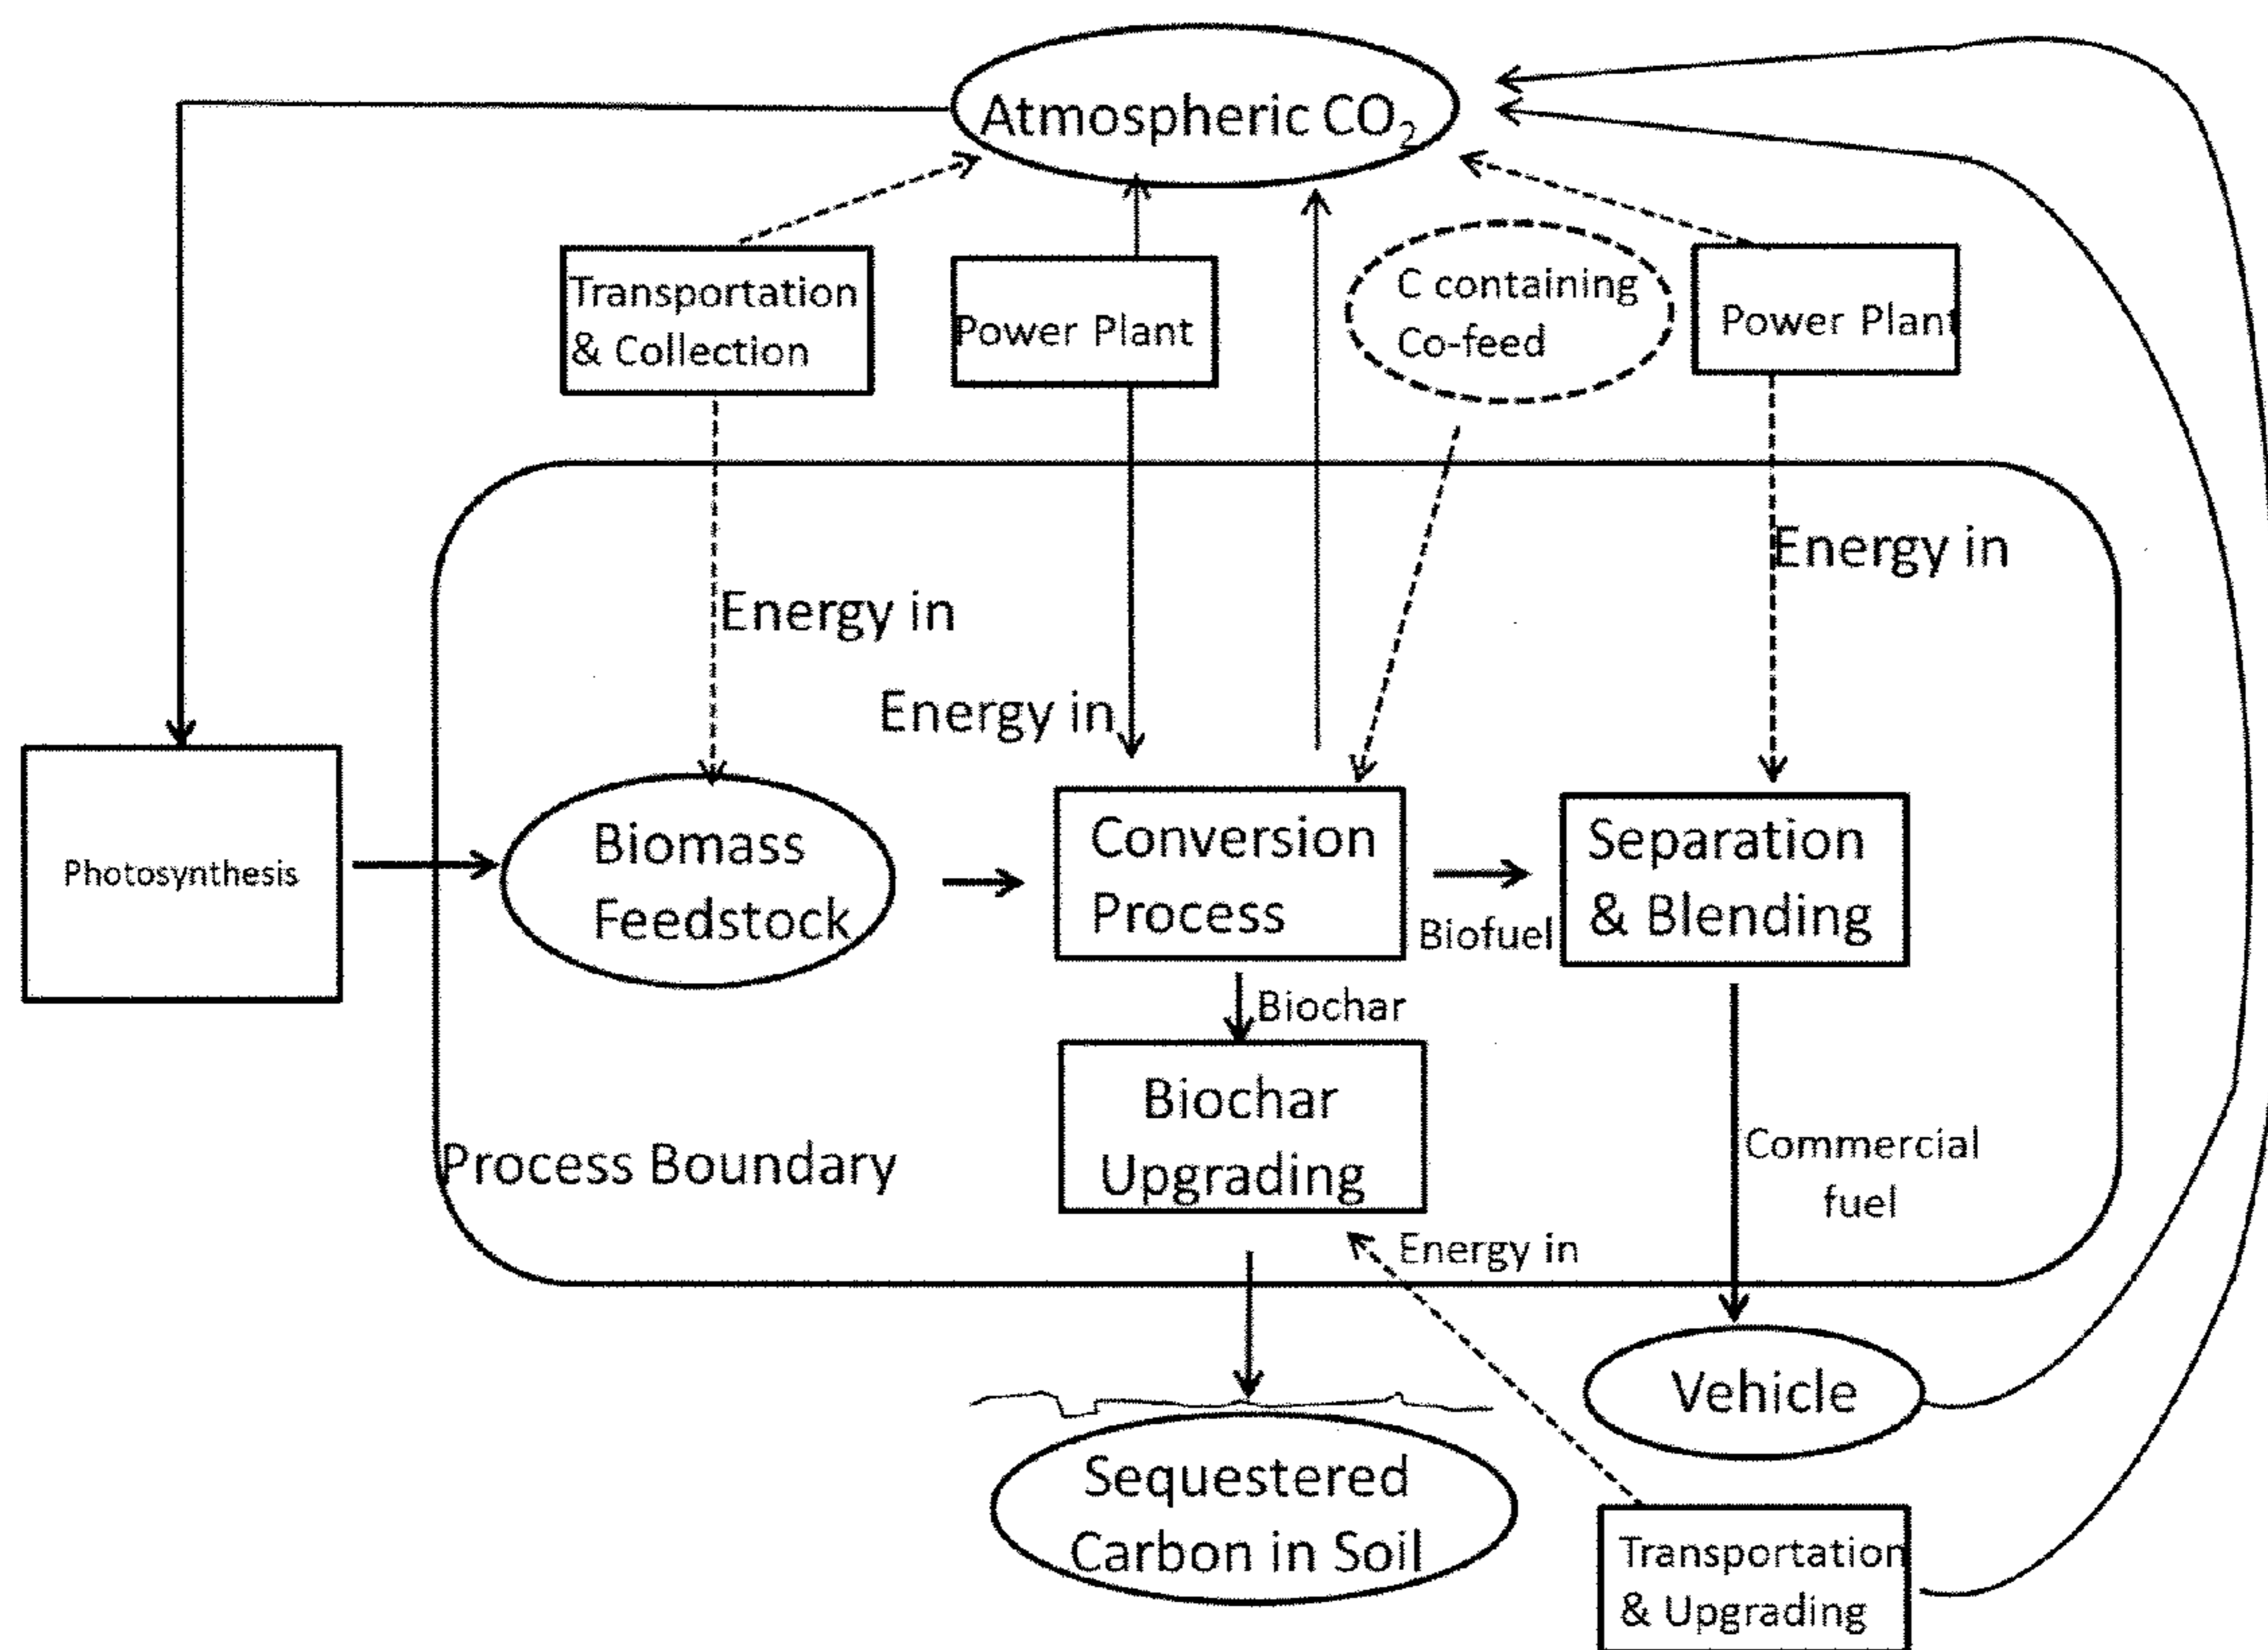 Atmospheric CO₂
Transportation
& Collection
Power Plant
C containing
Co-feed
Power Plant
Energy in
Energy in
Energy in
Photosynthesis
Biomass
Feedstock
Conversion
Process
Biofuel
Separation
& Blending
Biochar
Biochar
Upgrading
Process Boundary
Commercial
fuel
Energy in
Vehicle
Sequestered
Carbon in Soil
Transportation
& Upgrading